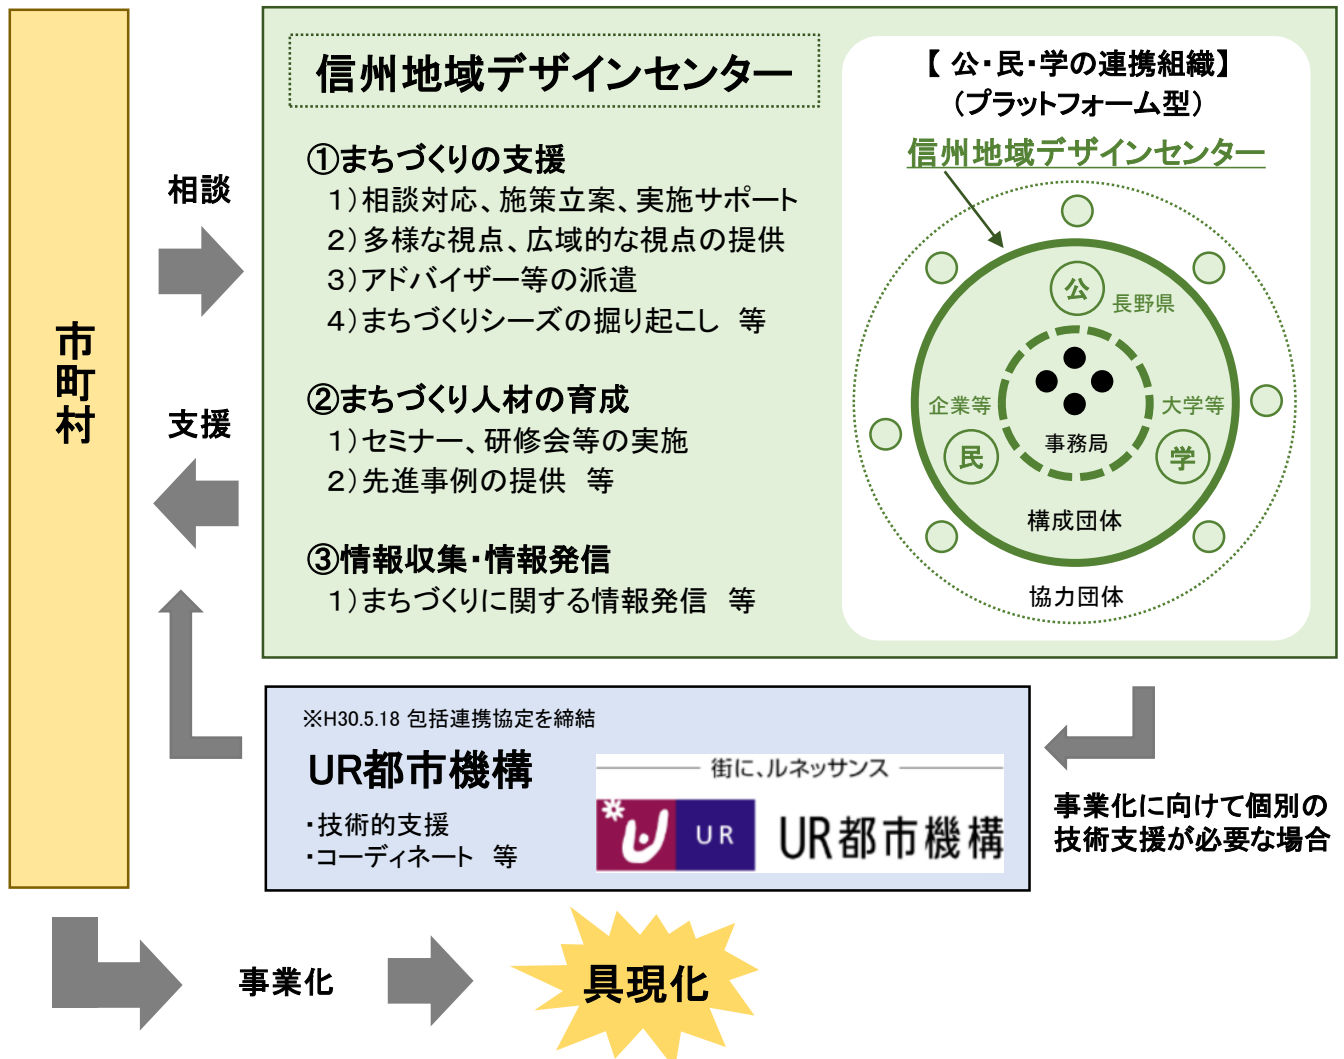 市町村
相談
支援
信州地域デザインセンター
①まちづくりの支援
1)相談対応、施策立案、実施サポート
2)多様な視点、広域的な視点の提供
3)アドバイザー等の派遣
4)まちづくりシーズの掘り起こし　等
②まちづくり人材の育成
1)セミナー、研修会等の実施
2)先進事例の提供　等
③情報収集・情報発信
1)まちづくりに関する情報発信　等
【 公・民・学の連携組織】
(プラットフォーム型)
信州地域デザインセンター
公
長野県
企業等
大学等
民
事務局
学
構成団体
協力団体
※H30.5.18 包括連携協定を締結
UR都市機構
・技術的支援
・コーディネート　等
街に、ルネッサンス
UR
UR都市機構
事業化に向けて個別の
技術支援が必要な場合
事業化
具現化